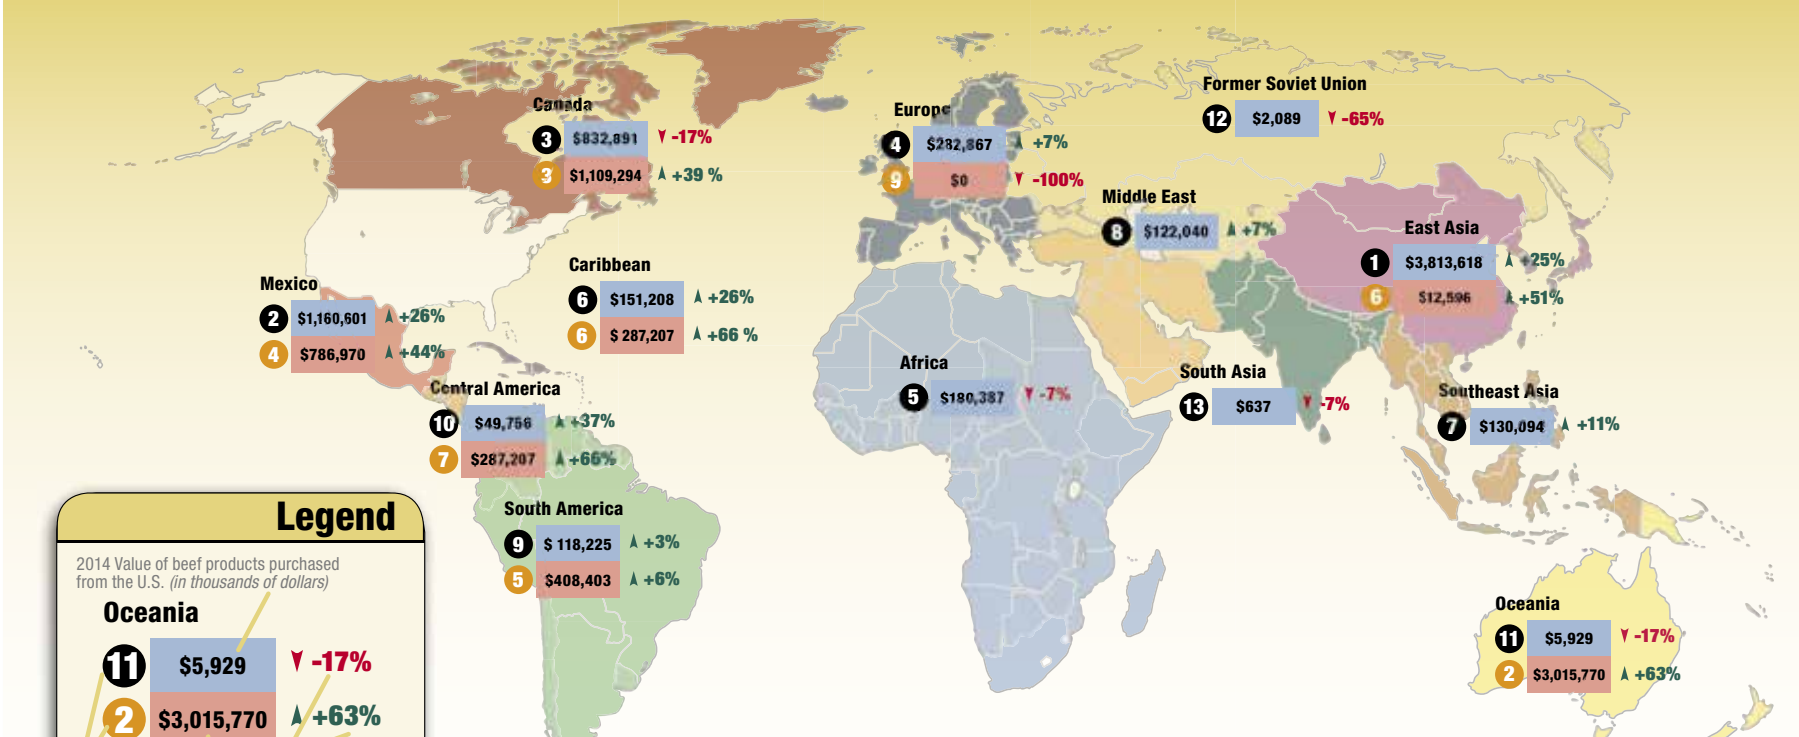 Former Soviet Union
12 $2,089 -65%
Canada
3 $832,891 -17%
3 $1,109,294 +39 %
Europe
4 $282,867 +7%
9 $0 -100%
Middle East
8 $122,040 +7%
East Asia
1 $3,813,618 +25%
6 $12,596 +51%
Caribbean
6 $151,208 +26%
6 $ 287,207 +66 %
Mexico
2 $1,160,601 +26%
4 $786,970 +44%
Africa
5 $180,387 -7%
South Asia
13 $637 -7%
Southeast Asia
7 $130,094 +11%
Central America
10 $49,756 +37%
7 $287,207 +66%
South America
9 $ 118,225 +3%
5 $408,403 +6%
Oceania
11 $5,929 -17%
2 $3,015,770 +63%
Legend
2014 Value of beef products purchased
from the U.S. (in thousands of dollars)
Oceania
11 $5,929 -17%
2 $3,015,770 +63%